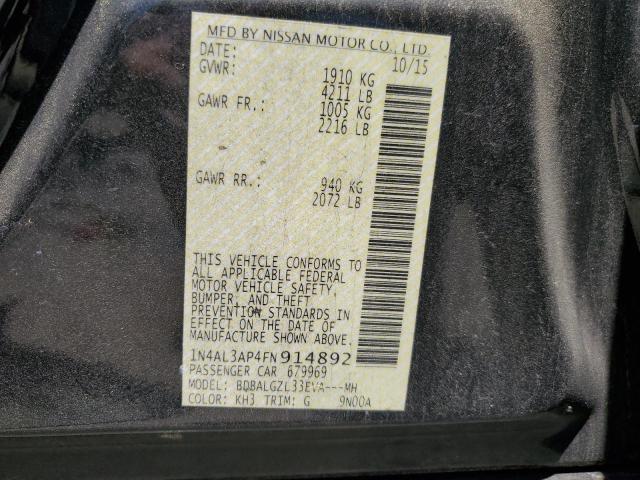 MFD BY NISSAN MOTOR CO., LTD.
DATE: 10/15
GVWR: 1910 KG
4211 LB
GAWR FR.: 1005 KG
2216 LB
GAWR RR.: 940 KG
2072 LB
THIS VEHICLE CONFORMS TO
ALL APPLICABLE FEDERAL
MOTOR VEHICLE SAFETY,
BUMPER, AND THEFT
PREVENTION STANDARDS IN
EFFECT ON THE DATE OF
MANUFACTURE SHOWN ABOVE.
1N4AL3AP4FN914892
PASSENGER CAR 679969
MODEL: BDBALGZL33EVA---MH
COLOR: KH3 TRIM: G 9N00A